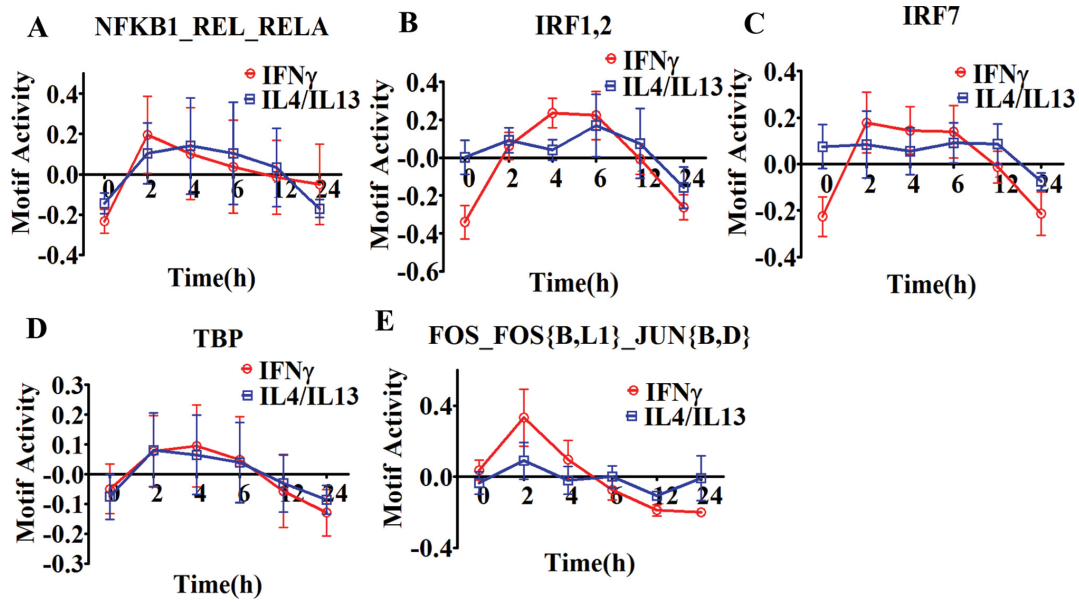 A NFKB1_REL_RELA
IFNγ
IL4/IL13
Motif Activity
0.4
0.2
0.0
-0.2
-0.4
0 2 4 6 12 24
Time(h)
B IRF1,2
IFNγ
IL4/IL13
Motif Activity
0.4
0.2
-0.0
-0.2
-0.4
-0.6
0 2 4 6 12 24
Time(h)
C IRF7
IFNγ
IL4/IL13
Motif Activity
0.4
0.2
0.0
-0.2
-0.4
0 2 4 6 12 24
Time(h)
D TBP
IFNγ
IL4/IL13
Motif Activity
0.3
0.2
0.1
-0.0
-0.1
-0.2
-0.3
0 2 4 6 12 24
Time(h)
E FOS_FOS{B,L1}_JUN{B,D}
IFNγ
IL4/IL13
Motif Activity
0.4
0.0
-0.4
0 2 4 6 12 24
Time(h)